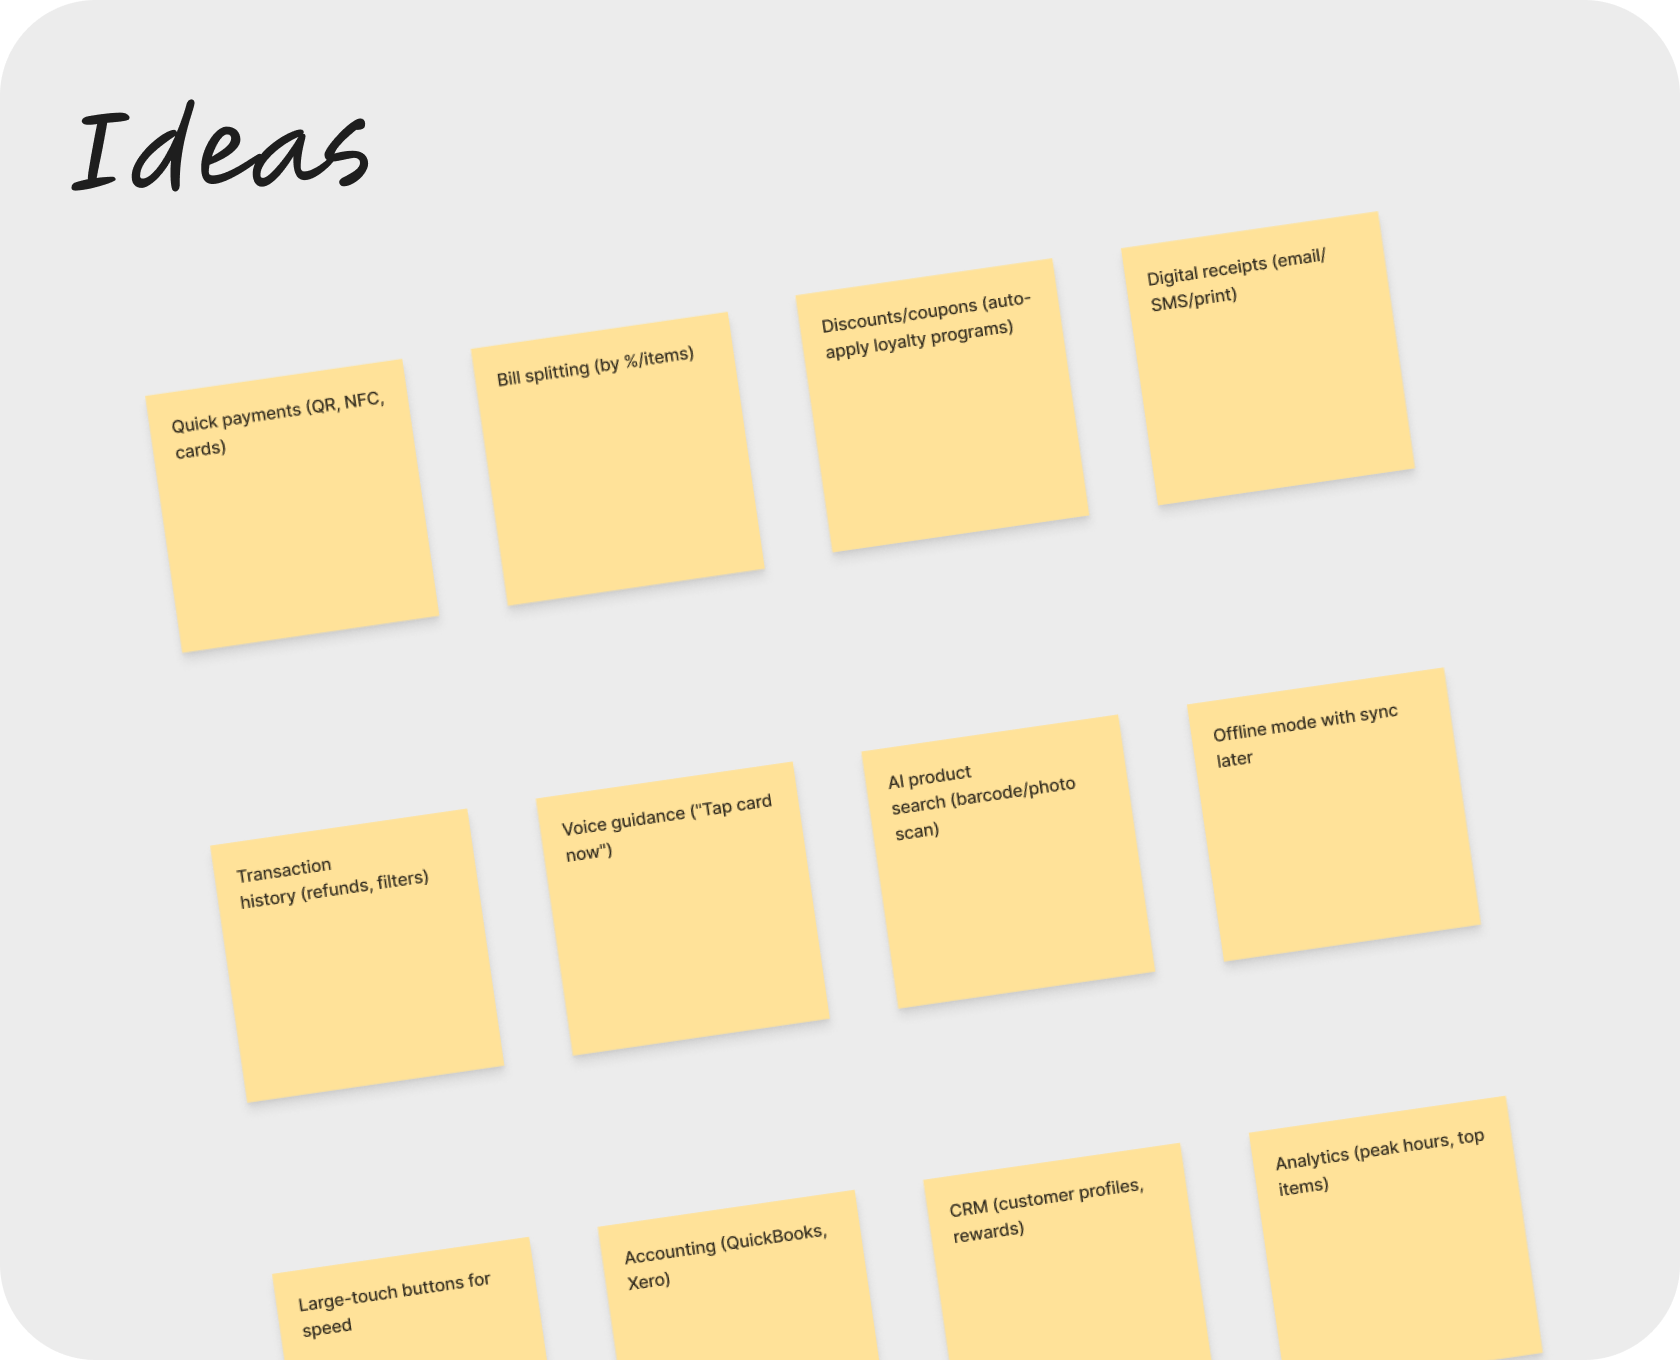 Ideas
Quick payments (QR, NFC,
cards)
Bill splitting (by %/items)
Discounts/coupons (auto-
apply loyalty programs)
Digital receipts (email/
SMS/print)
Transaction
history (refunds, filters)
Voice guidance ("Tap card
now")
AI product
search (barcode/photo
scan)
Offline mode with sync
later
Large-touch buttons for
speed
Accounting (QuickBooks,
Xero)
CRM (customer profiles,
rewards)
Analytics (peak hours, top
items)